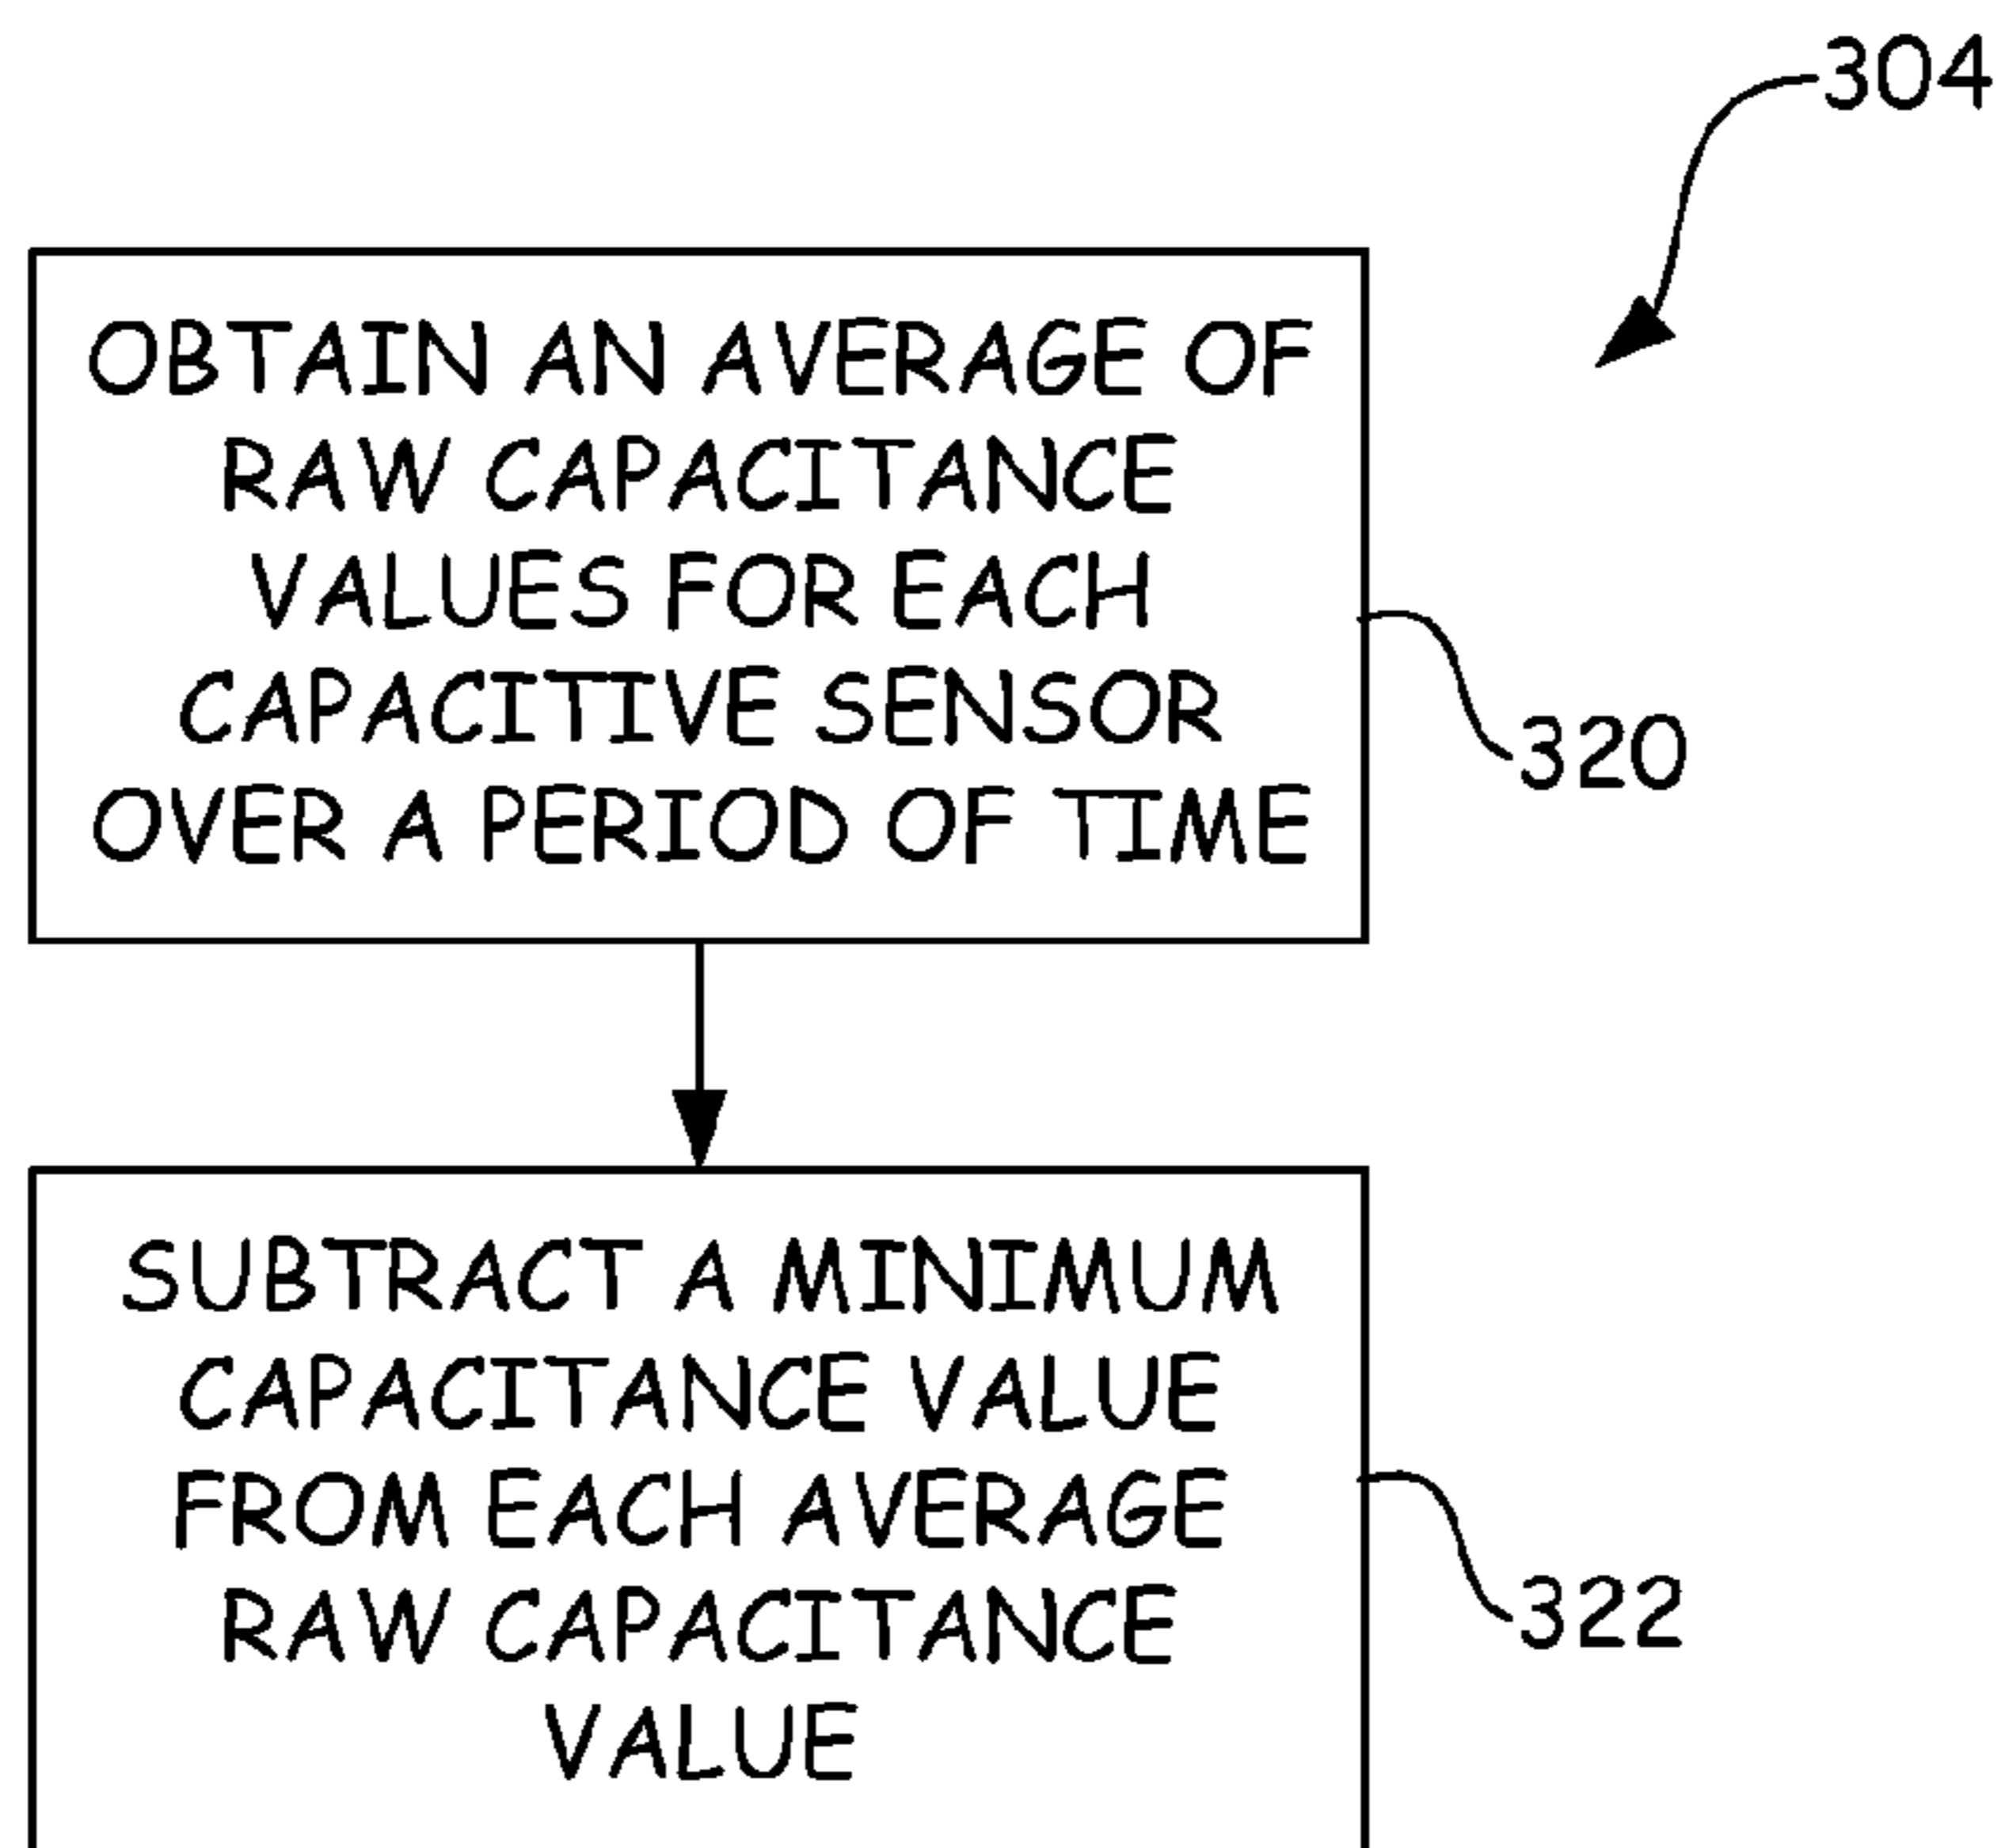 304
OBTAIN AN AVERAGE OF
RAW CAPACITANCE
VALUES FOR EACH
CAPACITIVE SENSOR
OVER A PERIOD OF TIME
320
SUBTRACT A MINIMUM
CAPACITANCE VALUE
FROM EACH AVERAGE
RAW CAPACITANCE
VALUE
322